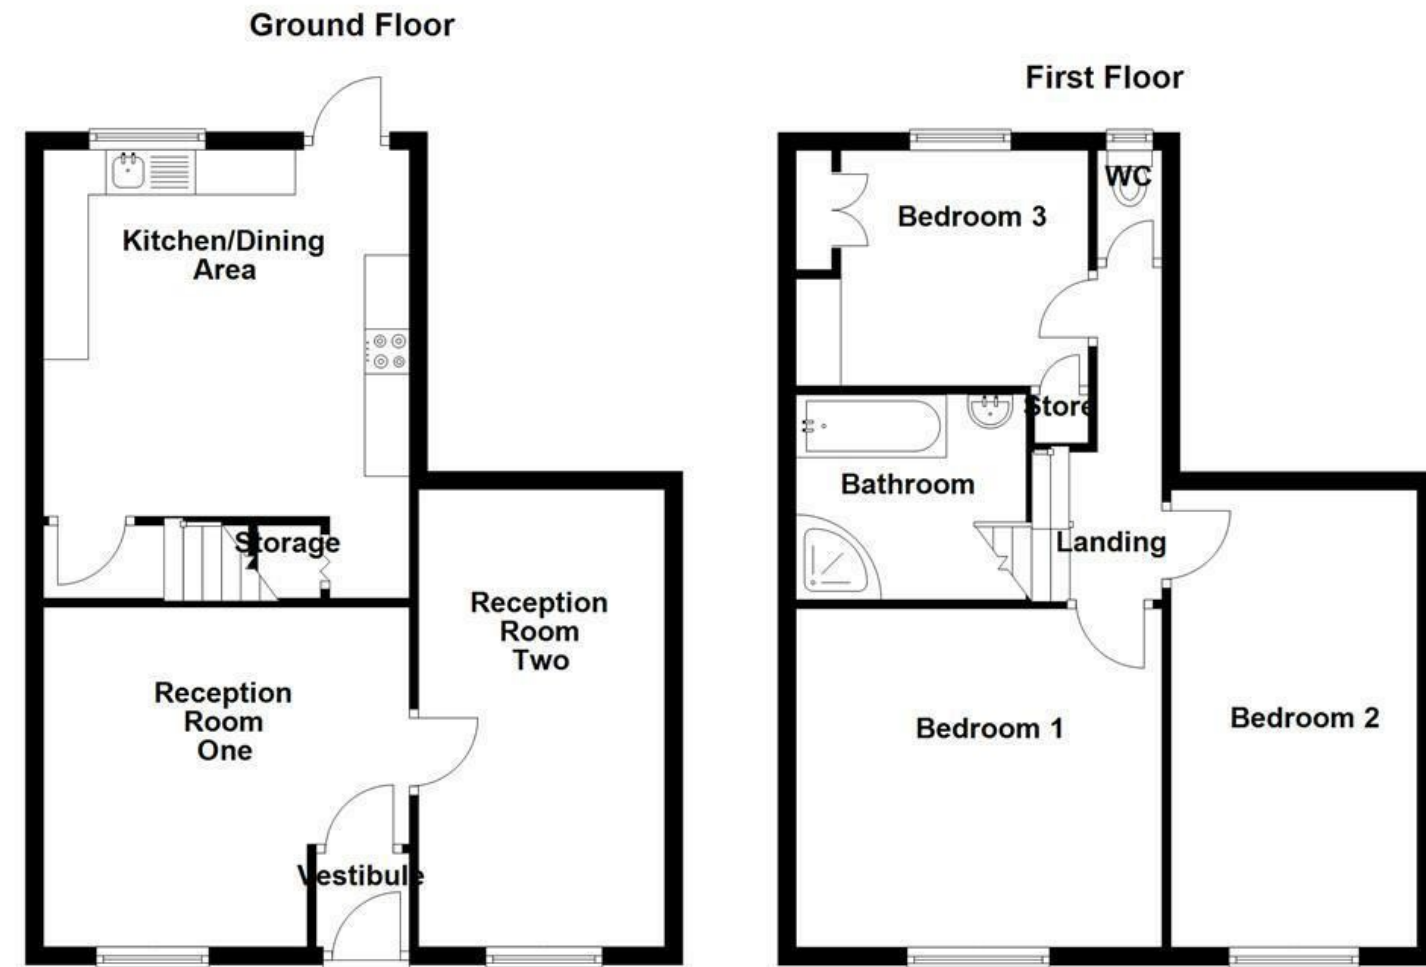 Ground Floor
Kitchen/Dining
Area
Storage
Reception
Room
Two
Reception
Room
One
Vestibule
First Floor
WC
Bedroom 3
Store
Bathroom
Landing
Bedroom 1
Bedroom 2